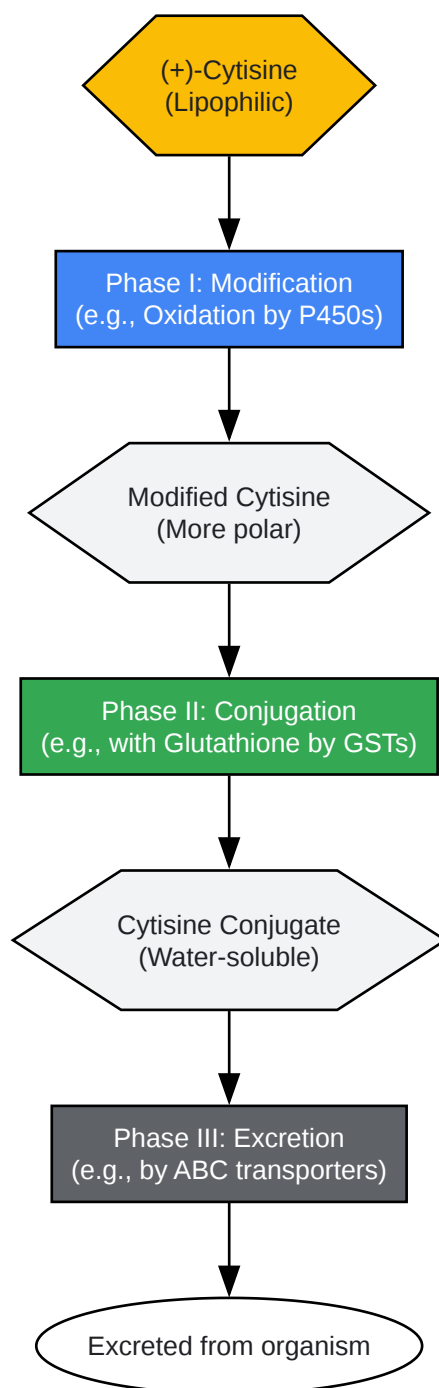 (+)-Cytisine
(Lipophilic)
Phase I: Modification
(e.g., Oxidation by P450s)
Modified Cytisine
(More polar)
Phase II: Conjugation
(e.g., with Glutathione by GSTs)
Cytisine Conjugate
(Water-soluble)
Phase III: Excretion
(e.g., by ABC transporters)
Excreted from organism